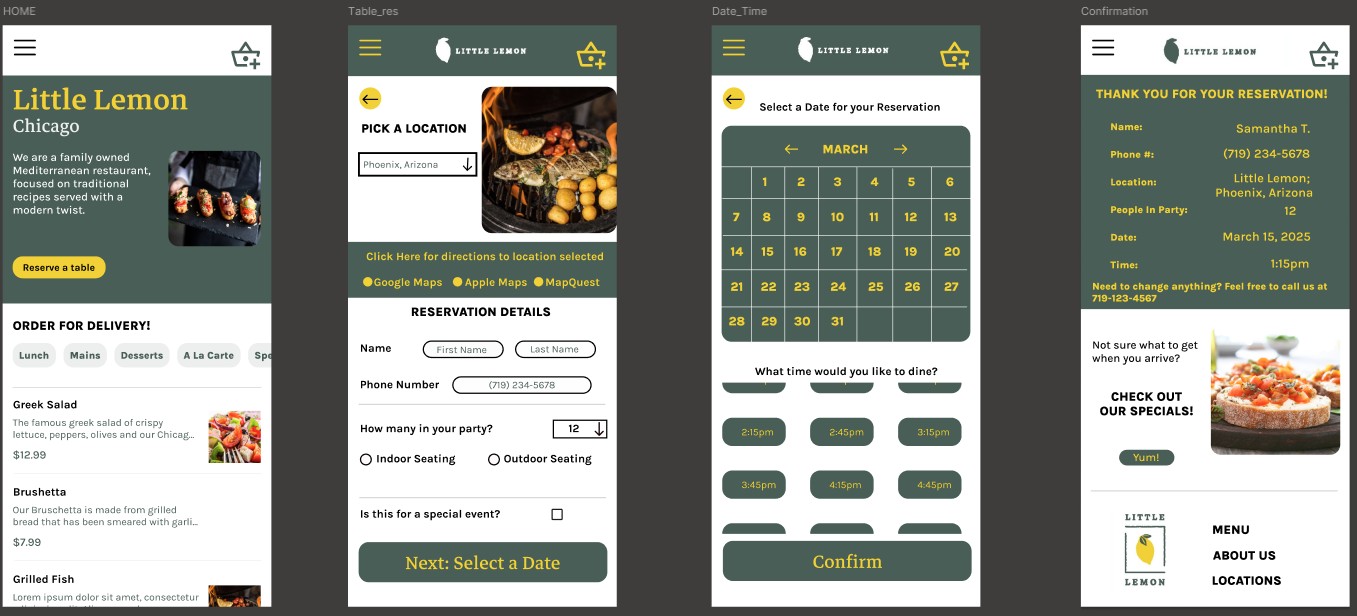 HOME
Little Lemon
Chicago
We are a family owned
Mediterranean restaurant,
focused on traditional
recipes served with a
modern twist.
Reserve a table
ORDER FOR DELIVERY!
Lunch Mains Desserts A La Carte Spe
Greek Salad
The famous greek salad of crispy
lettuce, peppers, olives and our Chicag...
$12.99
Brushetta
Our Bruschetta is made from grilled
bread that has been smeared with garli...
$7.99
Grilled Fish
Lorem ipsum dolor sit amet, consectetur
Table_res
LITTLE LEMON
PICK A LOCATION
Phoenix, Arizona
Click Here for directions to location selected
Google Maps Apple Maps MapQuest
RESERVATION DETAILS
Name First Name Last Name
Phone Number (719) 234-5678
How many in your party? 12
Indoor Seating Outdoor Seating
Is this for a special event?
Next: Select a Date
Date_Time
LITTLE LEMON
Select a Date for your Reservation
← MARCH →
1 2 3 4 5 6
7 8 9 10 11 12 13
14 15 16 17 18 19 20
21 22 23 24 25 26 27
28 29 30 31
What time would you like to dine?
2:15pm 2:45pm 3:15pm
3:45pm 4:15pm 4:45pm
Confirm
Confirmation
LITTLE LEMON
THANK YOU FOR YOUR RESERVATION!
Name: Samantha T.
Phone #: (719) 234-5678
Location: Little Lemon;
Phoenix, Arizona
People In Party: 12
Date: March 15, 2025
Time: 1:15pm
Need to change anything? Feel free to call us at
719-123-4567
Not sure what to get
when you arrive?
CHECK OUT
OUR SPECIALS!
Yum!
LITTLE
LEMON
MENU
ABOUT US
LOCATIONS